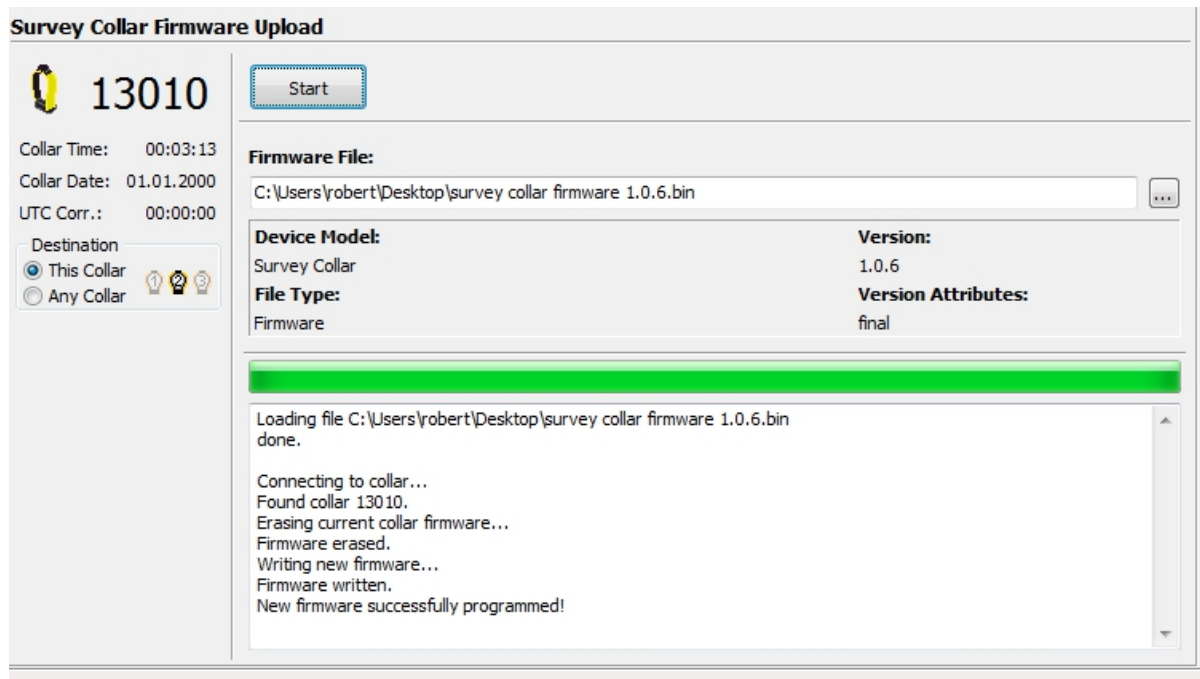 Survey Collar Firmware Upload
13010
Collar Time: 00:03:13
Collar Date: 01.01.2000
UTC Corr.: 00:00:00
Destination
This Collar
Any Collar
1 2 3
Start
Firmware File:
C:\Users\robert\Desktop\survey collar firmware 1.0.6.bin
...
Device Model: Version:
Survey Collar 1.0.6
File Type: Version Attributes:
Firmware final
Loading file C:\Users\robert\Desktop\survey collar firmware 1.0.6.bin
done.
Connecting to collar...
Found collar 13010.
Erasing current collar firmware...
Firmware erased.
Writing new firmware...
Firmware written.
New firmware successfully programmed!